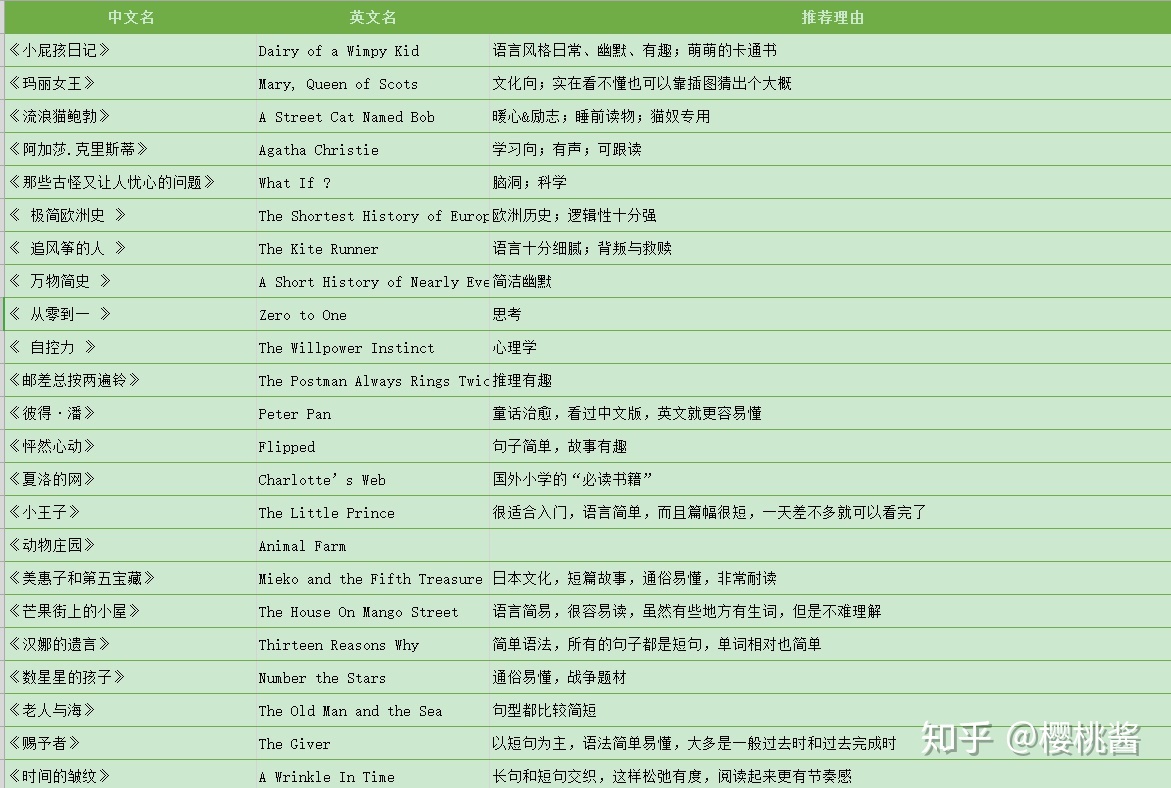 中文名 英文名 推荐理由
《小屁孩日记》 Dairy of a Wimpy Kid 语言风格日常、幽默、有趣；萌萌的卡通书
《玛丽女王》 Mary, Queen of Scots 文化向；实在看不懂也可以靠插图猜出个大概
《流浪猫鲍勃》 A Street Cat Named Bob 暖心&励志；睡前读物；猫奴专用
《阿加莎.克里斯蒂》 Agatha Christie 学习向；有声；可跟读
《那些古怪又让人忧心的问题》 What If ? 脑洞；科学
《 极简欧洲史 》 The Shortest History of Europ 欧洲历史；逻辑性十分强
《 追风筝的人 》 The Kite Runner 语言十分细腻；背叛与救赎
《 万物简史 》 A Short History of Nearly Eve 简洁幽默
《 从零到一 》 Zero to One 思考
《 自控力 》 The Willpower Instinct 心理学
《邮差总按两遍铃》 The Postman Always Rings Twic 推理有趣
《彼得·潘》 Peter Pan 童话治愈，看过中文版，英文就更容易懂
《怦然心动》 Flipped 句子简单，故事有趣
《夏洛的网》 Charlotte’s Web 国外小学的“必读书籍”
《小王子》 The Little Prince 很适合入门，语言简单，而且篇幅很短，一天差不多就可以看完了
《动物庄园》 Animal Farm
《美惠子和第五宝藏》 Mieko and the Fifth Treasure 日本文化，短篇故事，通俗易懂，非常耐读
《芒果街上的小屋》 The House On Mango Street 语言简易，很容易读，虽然有些地方有生词，但是不难理解
《汉娜的遗言》 Thirteen Reasons Why 简单语法，所有的句子都是短句，单词相对也简单
《数星星的孩子》 Number the Stars 通俗易懂，战争题材
《老人与海》 The Old Man and the Sea 句型都比较简短
《赐予者》 The Giver 以短句为主，语法简单易懂，大多是一般过去时和过去完成时
《时间的皱纹》 A Wrinkle In Time 长句和短句交织，这样松弛有度，阅读起来更有节奏感
知乎 @樱桃酱